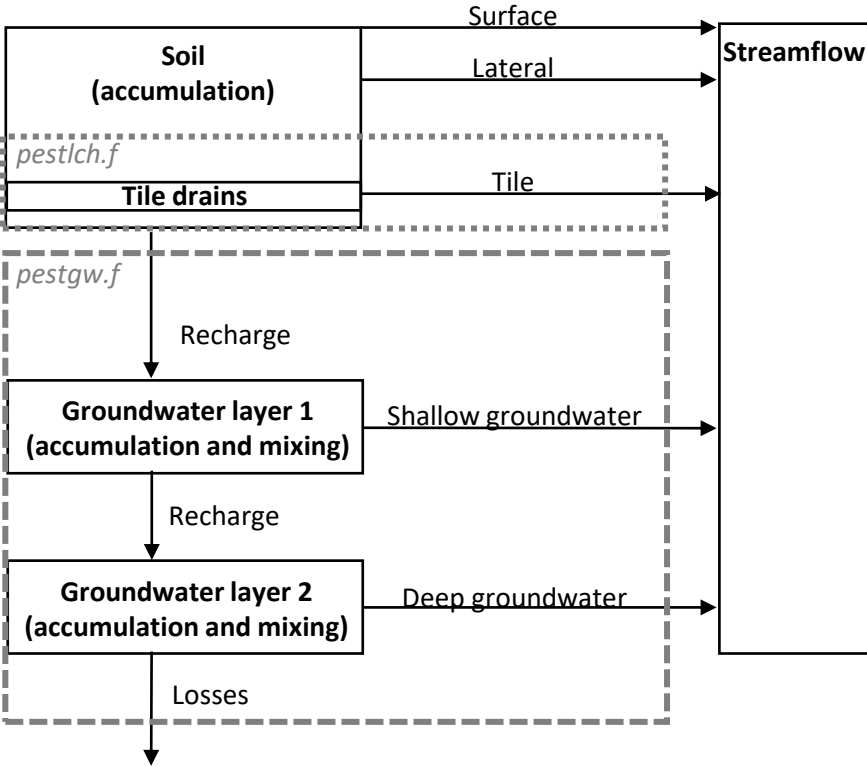 Surface
Soil
(accumulation)
Streamflow
Lateral
pestlch.f
Tile
Tile drains
pestgw.f
Recharge
Groundwater layer 1
(accumulation and mixing)
Shallow groundwater
Recharge
Groundwater layer 2
(accumulation and mixing)
Deep groundwater
Losses